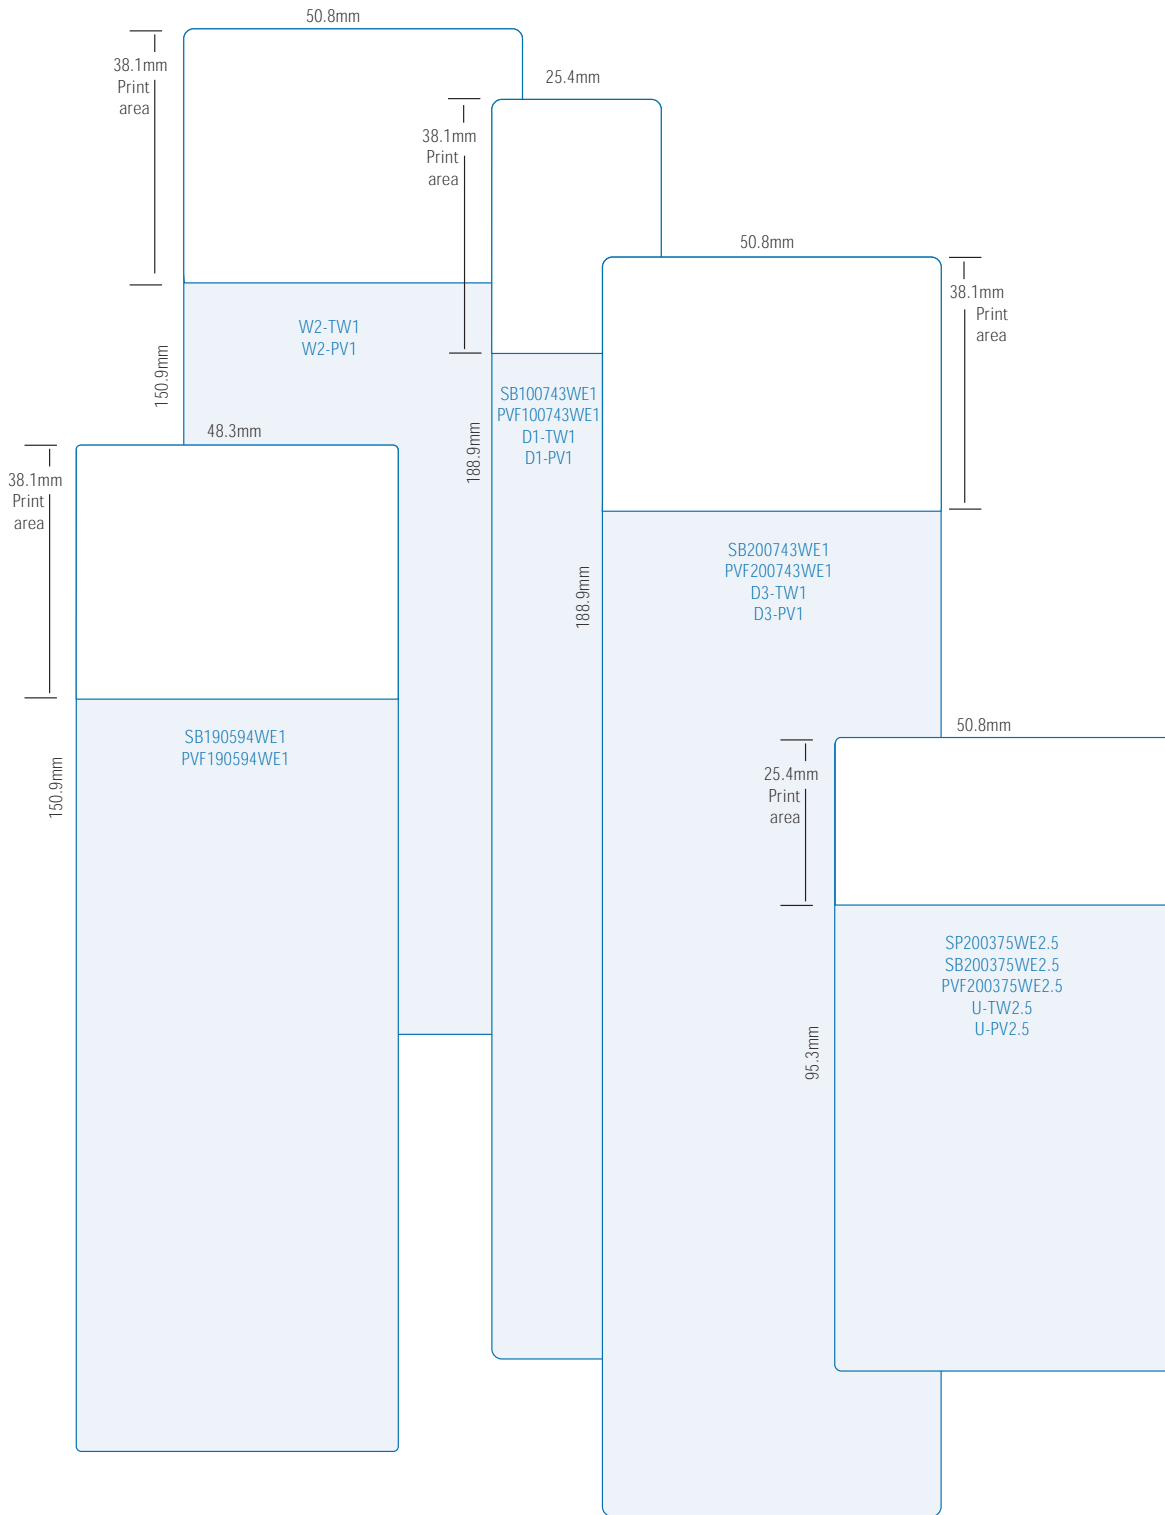 50.8mm
38.1mm
Print
area
25.4mm
38.1mm
Print
area
50.8mm
38.1mm
Print
area
W2-TW1
W2-PV1
150.9mm
SB100743WE1
PVF100743WE1
D1-TW1
D1-PV1
188.9mm
48.3mm
38.1mm
Print
area
SB200743WE1
PVF200743WE1
D3-TW1
D3-PV1
188.9mm
SB190594WE1
PVF190594WE1
150.9mm
50.8mm
25.4mm
Print
area
SP200375WE2.5
SB200375WE2.5
PVF200375WE2.5
U-TW2.5
U-PV2.5
95.3mm